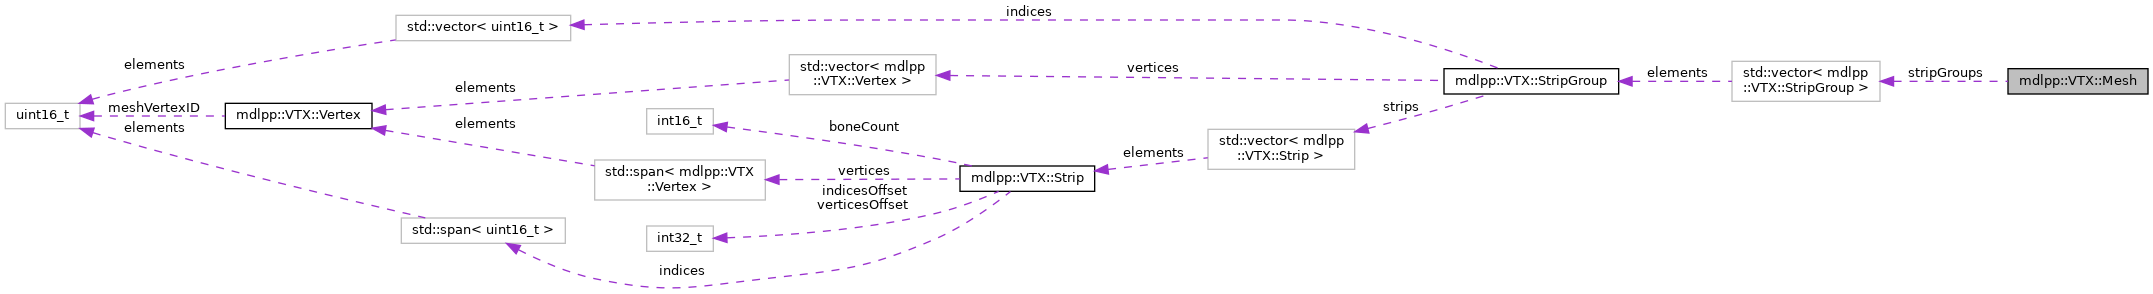 indices
std::vector< uint16_t >
elements
std::vector< mdlpp
::VTX::Vertex >
vertices
mdlpp::VTX::StripGroup
elements
std::vector< mdlpp
::VTX::StripGroup >
stripGroups
mdlpp::VTX::Mesh
elements
strips
uint16_t
meshVertexID
mdlpp::VTX::Vertex
elements
elements
int16_t
boneCount
std::vector< mdlpp
::VTX::Strip >
elements
std::span< mdlpp::VTX
::Vertex >
vertices
mdlpp::VTX::Strip
indicesOffset
verticesOffset
std::span< uint16_t >
int32_t
indices